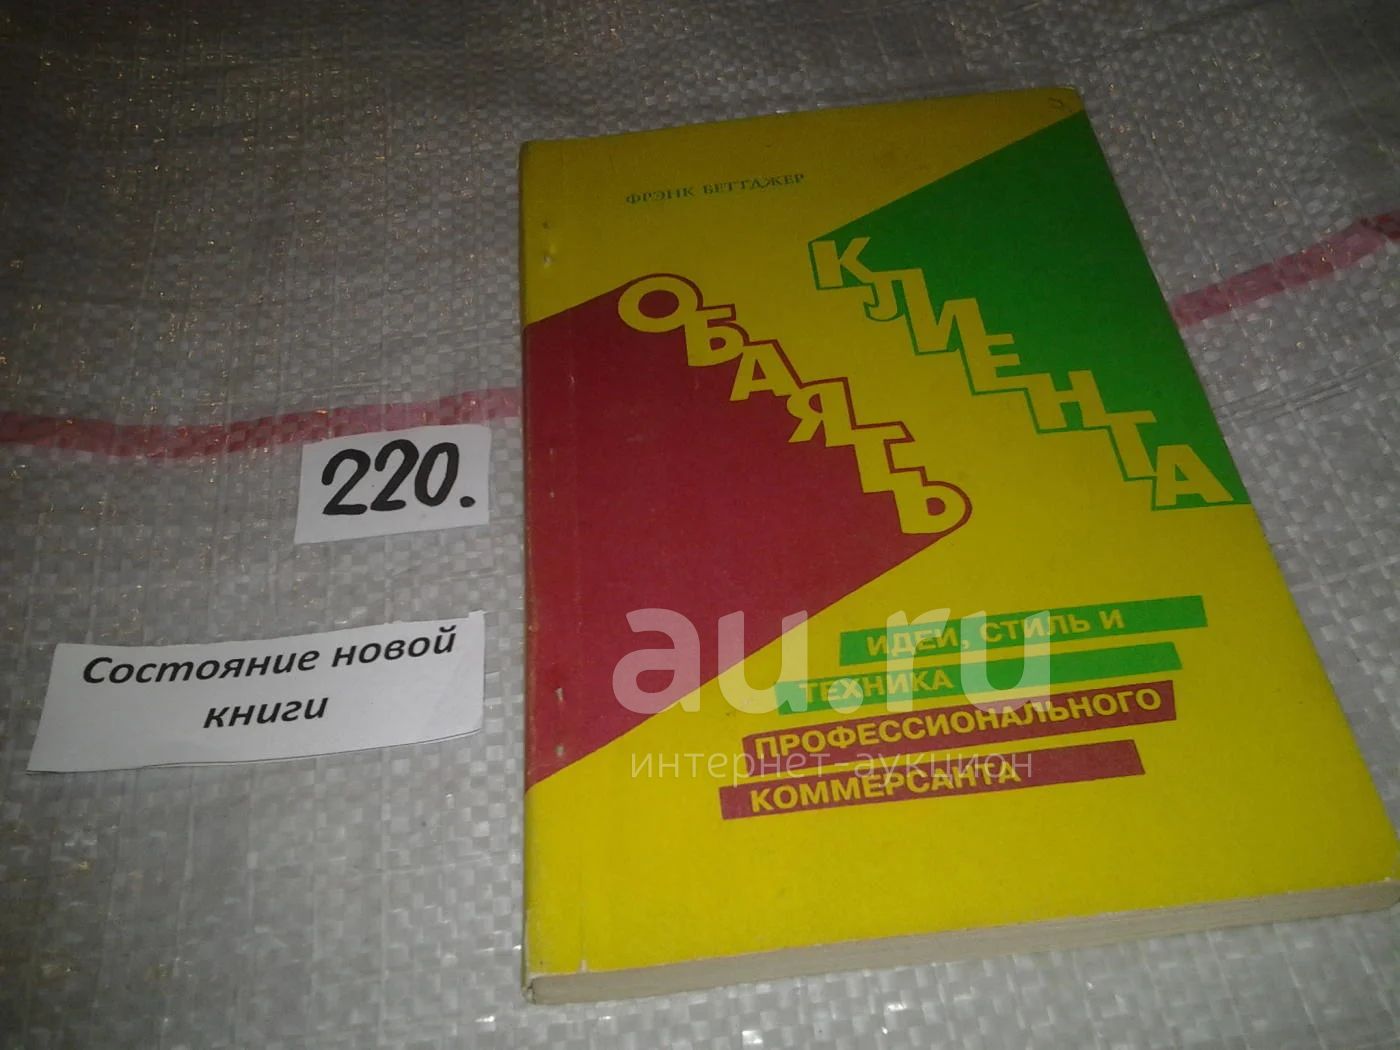 ФРЭНК БЕТТДЖЕР
ОБАЯТЬ
КЛИЕНТА
ИДЕИ, СТИЛЬ И
ТЕХНИКА
ПРОФЕССИОНАЛЬНОГО
КОММЕРСАНТА
220.
Состояние новой
книги
au.ru
интернет-аукцион